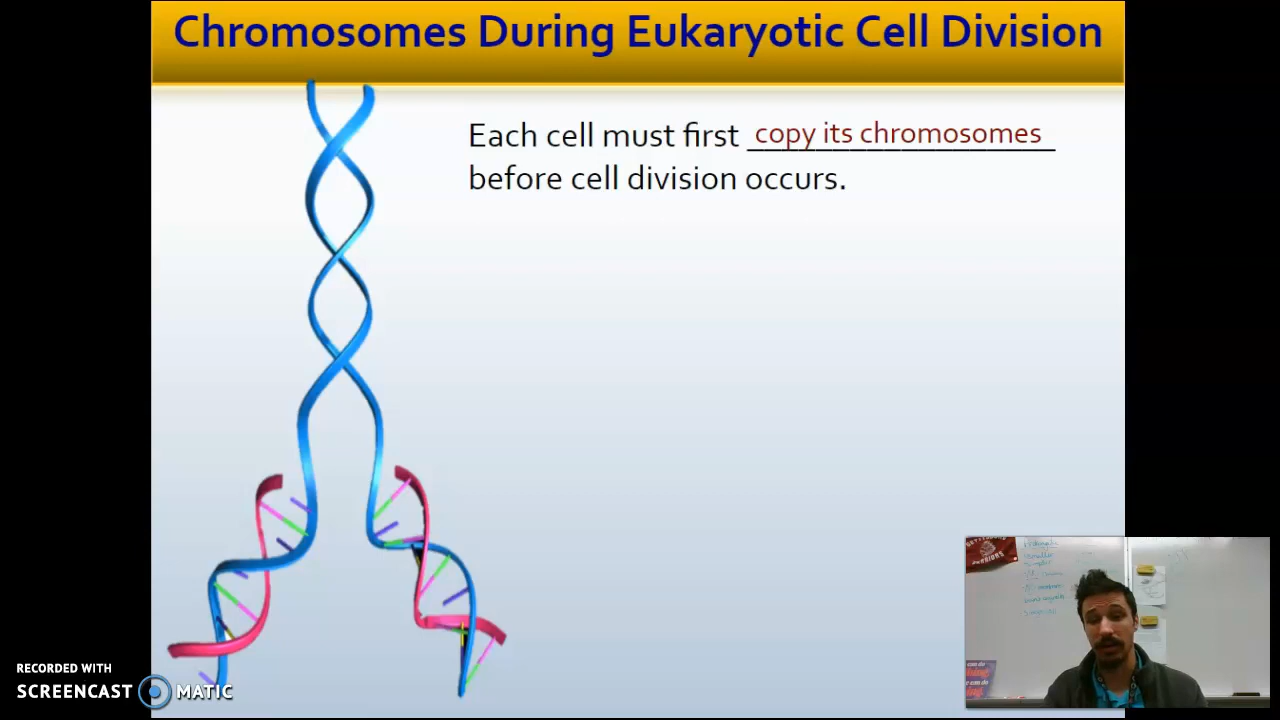 Chromosomes During Eukaryotic Cell Division
Each cell must first copy its chromosomes
before cell division occurs.
RECORDED WITH
SCREENCAST MATIC